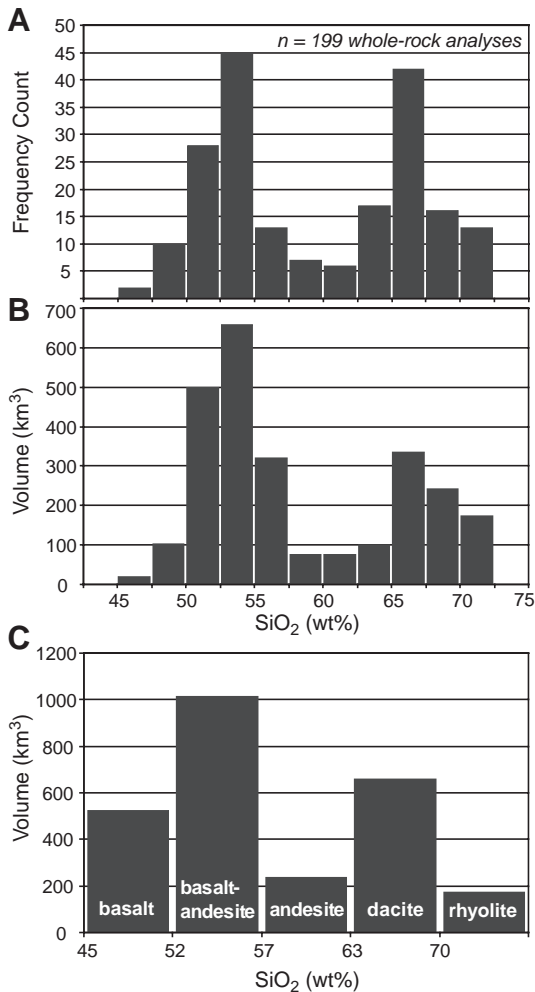 A
n = 199 whole-rock analyses
Frequency Count
50
45
40
35
30
25
20
15
10
5
B
Volume (km³)
700
600
500
400
300
200
100
0
45 50 55 60 65 70 75
SiO₂ (wt%)
C
Volume (km³)
1200
1000
800
600
400
200
0
basalt
basalt-
andesite
andesite
dacite
rhyolite
45 52 57 63 70
SiO₂ (wt%)